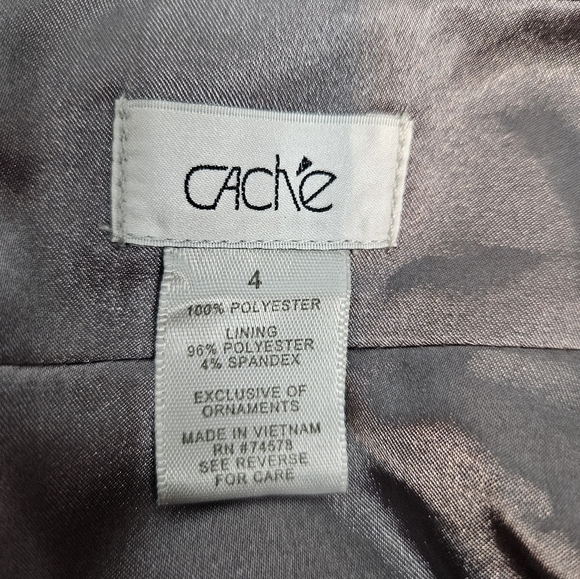 CACHÉ
4
100% POLYESTER
LINING
96% POLYESTER
4% SPANDEX
EXCLUSIVE OF
ORNAMENTS
MADE IN VIETNAM
RN #74578
SEE REVERSE
FOR CARE